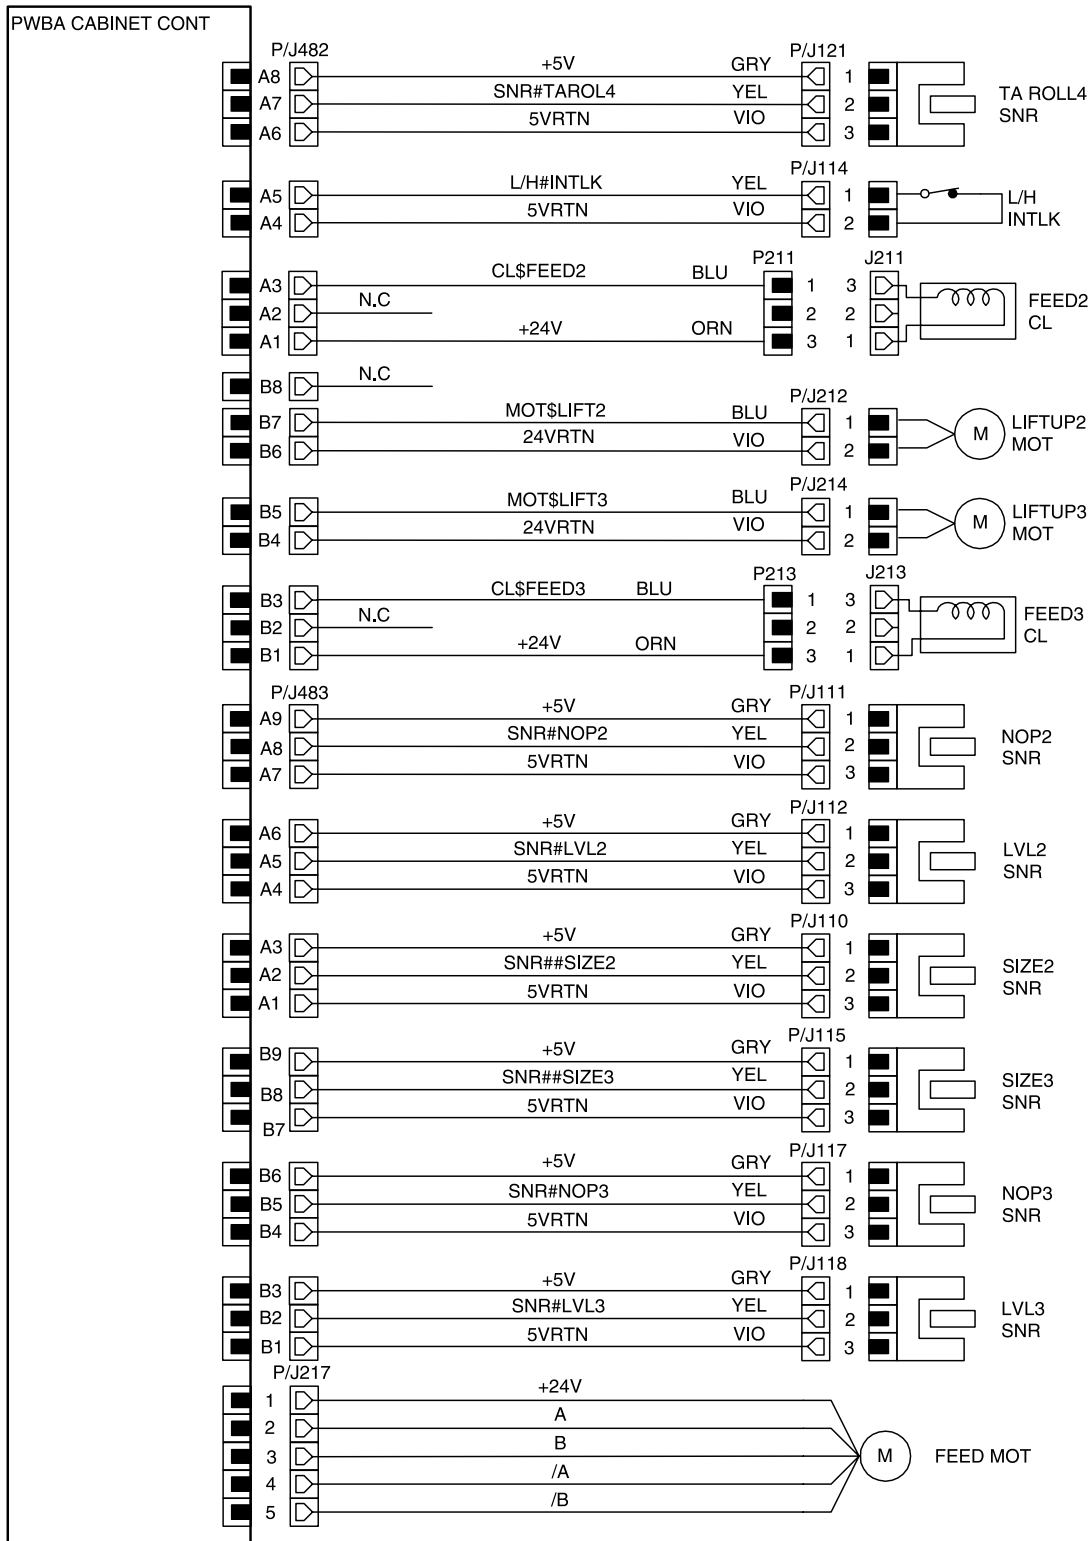 PWBA CABINET CONT
P/J482 P/J121
A8 +5V GRY 1
A7 SNR#TAROL4 YEL 2
A6 5VRTN VIO 3
TA ROLL4
SNR
P/J114
A5 L/H#INTLK YEL 1
A4 5VRTN VIO 2
L/H
INTLK
P211 J211
A3 CL$FEED2 BLU 1 3
A2 N.C 2 2
A1 +24V ORN 3 1
FEED2
CL
B8 N.C
P/J212
B7 MOT$LIFT2 BLU 1
B6 24VRTN VIO 2
M
LIFTUP2
MOT
P/J214
B5 MOT$LIFT3 BLU 1
B4 24VRTN VIO 2
M
LIFTUP3
MOT
P213 J213
B3 CL$FEED3 BLU 1 3
B2 N.C 2 2
B1 +24V ORN 3 1
FEED3
CL
P/J483 P/J111
A9 +5V GRY 1
A8 SNR#NOP2 YEL 2
A7 5VRTN VIO 3
NOP2
SNR
P/J112
A6 +5V GRY 1
A5 SNR#LVL2 YEL 2
A4 5VRTN VIO 3
LVL2
SNR
P/J110
A3 +5V GRY 1
A2 SNR##SIZE2 YEL 2
A1 5VRTN VIO 3
SIZE2
SNR
P/J115
B9 +5V GRY 1
B8 SNR##SIZE3 YEL 2
B7 5VRTN VIO 3
SIZE3
SNR
P/J117
B6 +5V GRY 1
B5 SNR#NOP3 YEL 2
B4 5VRTN VIO 3
NOP3
SNR
P/J118
B3 +5V GRY 1
B2 SNR#LVL3 YEL 2
B1 5VRTN VIO 3
LVL3
SNR
P/J217
1 +24V
2 A
3 B
4 /A
5 /B
M
FEED MOT